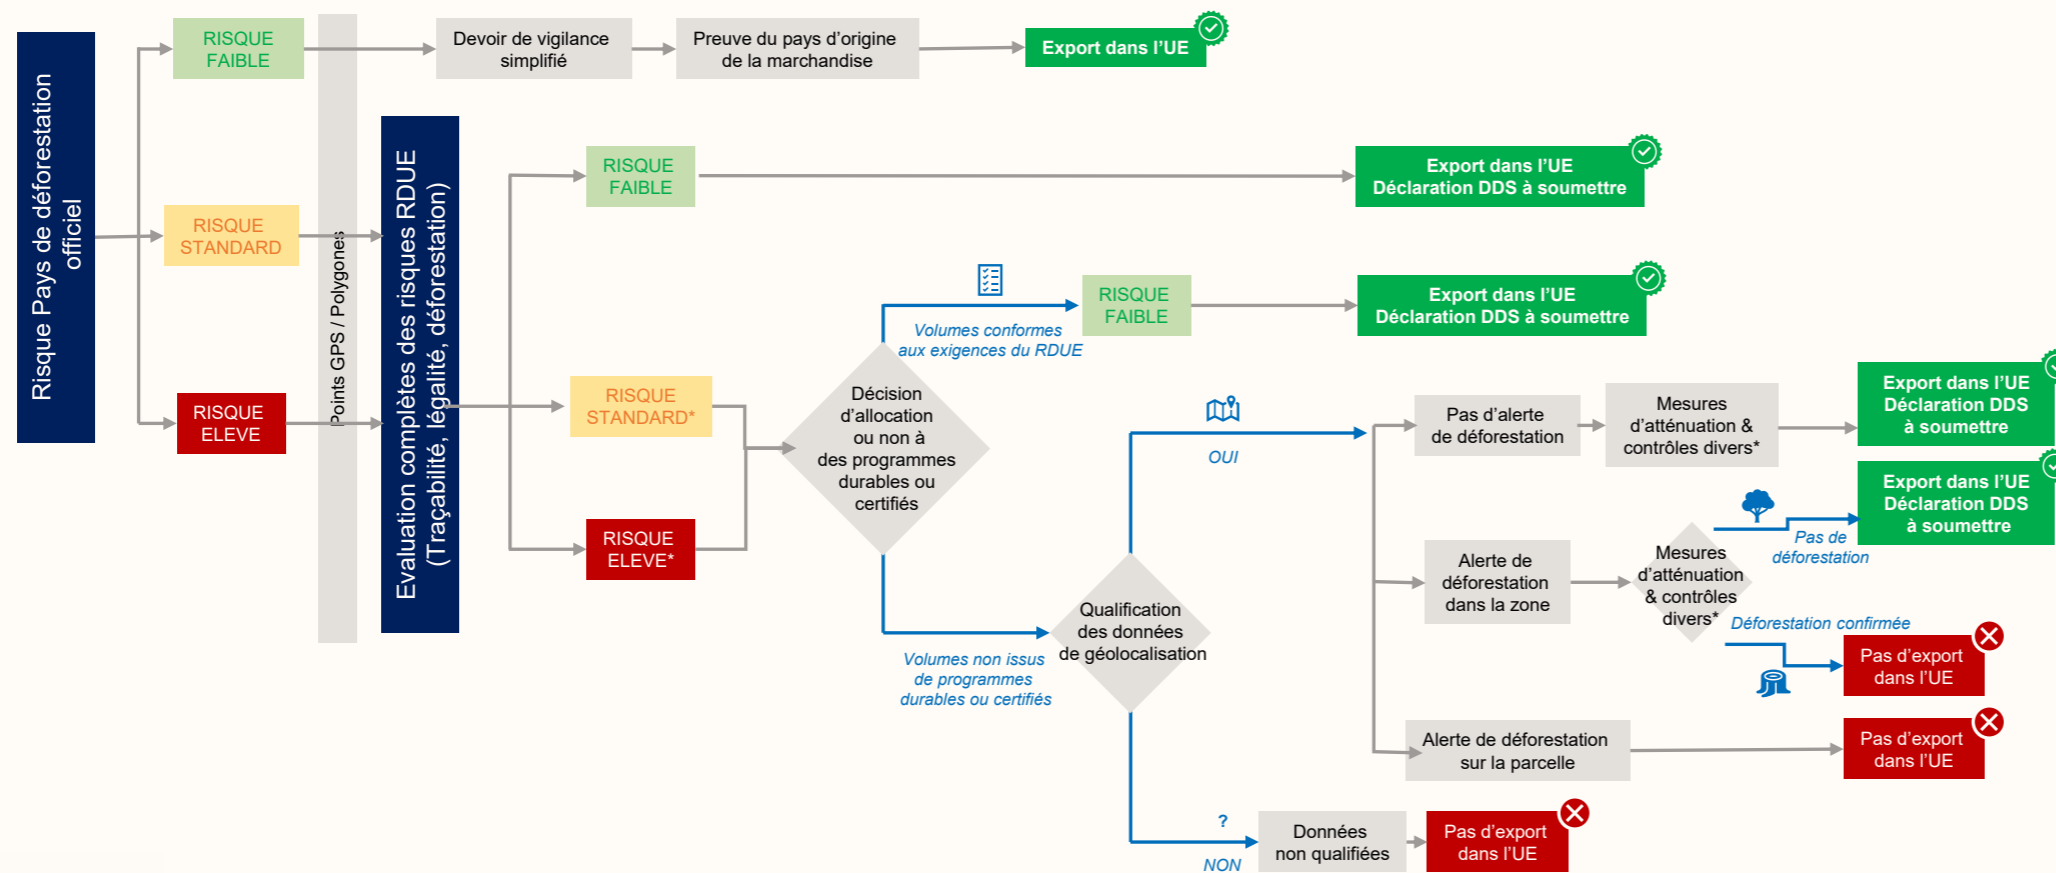 Risque Pays de déforestation
officiel
RISQUE
FAIBLE
RISQUE
STANDARD
RISQUE
ELEVE
Points GPS / Polygones
Devoir de vigilance
simplifié
Preuve du pays d’origine
de la marchandise
Export dans l’UE
Evaluation complètes des risques RDUE
(Traçabilité, légalité, déforestation)
RISQUE
FAIBLE
Export dans l’UE
Déclaration DDS à soumettre
RISQUE
STANDARD*
RISQUE
ELEVE*
Décision
d’allocation
ou non à
des programmes
durables ou
certifiés
Volumes conformes
aux exigences du RDUE
RISQUE
FAIBLE
Export dans l’UE
Déclaration DDS à soumettre
Volumes non issus
de programmes
durables ou certifiés
Qualification
des données
de géolocalisation
OUI
Pas d’alerte
de déforestation
Mesures
d’atténuation &
contrôles divers*
Export dans l’UE
Déclaration DDS
à soumettre
Alerte de
déforestation
dans la zone
Mesures
d’atténuation
& contrôles
divers*
Pas de
déforestation
Export dans l’UE
Déclaration DDS
à soumettre
Déforestation confirmée
Pas d’export
dans l’UE
Alerte de déforestation
sur la parcelle
Pas d’export
dans l’UE
?
NON
Données
non qualifiées
Pas d’export
dans l’UE